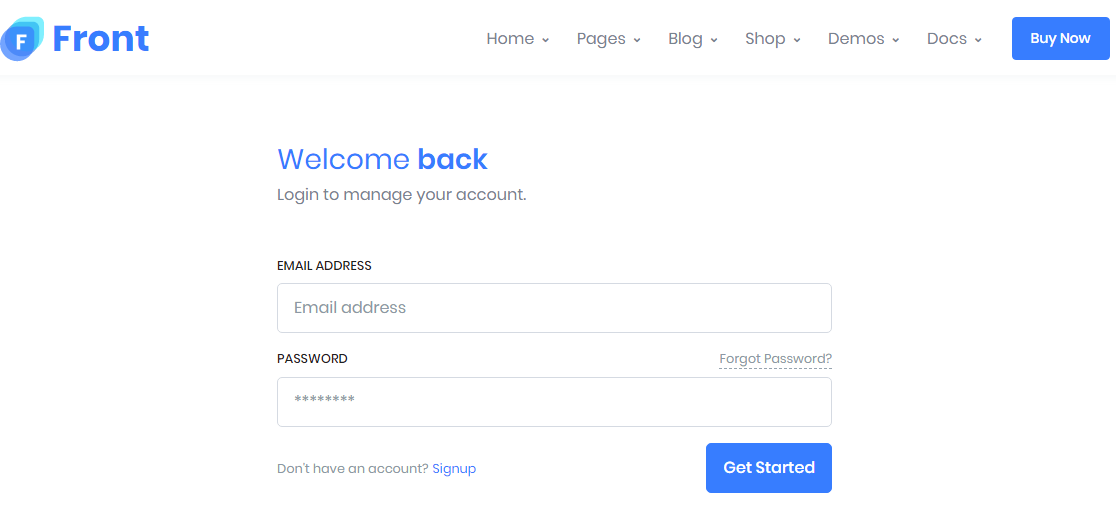 F Front Home Pages Blog Shop Demos Docs Buy Now
Welcome back
Login to manage your account.
EMAIL ADDRESS
Email address
PASSWORD Forgot Password?
********
Don't have an account? Signup Get Started